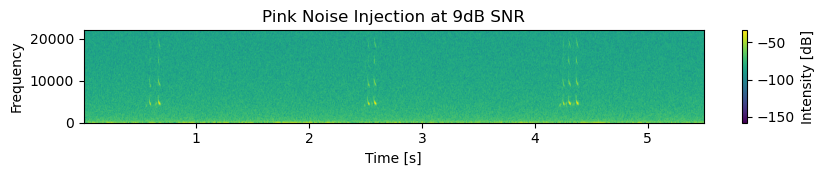 Pink Noise Injection at 9dB SNR
Frequency
20000
10000
0
1
2
3
4
5
Time [s]
−50
−100
−150
Intensity [dB]